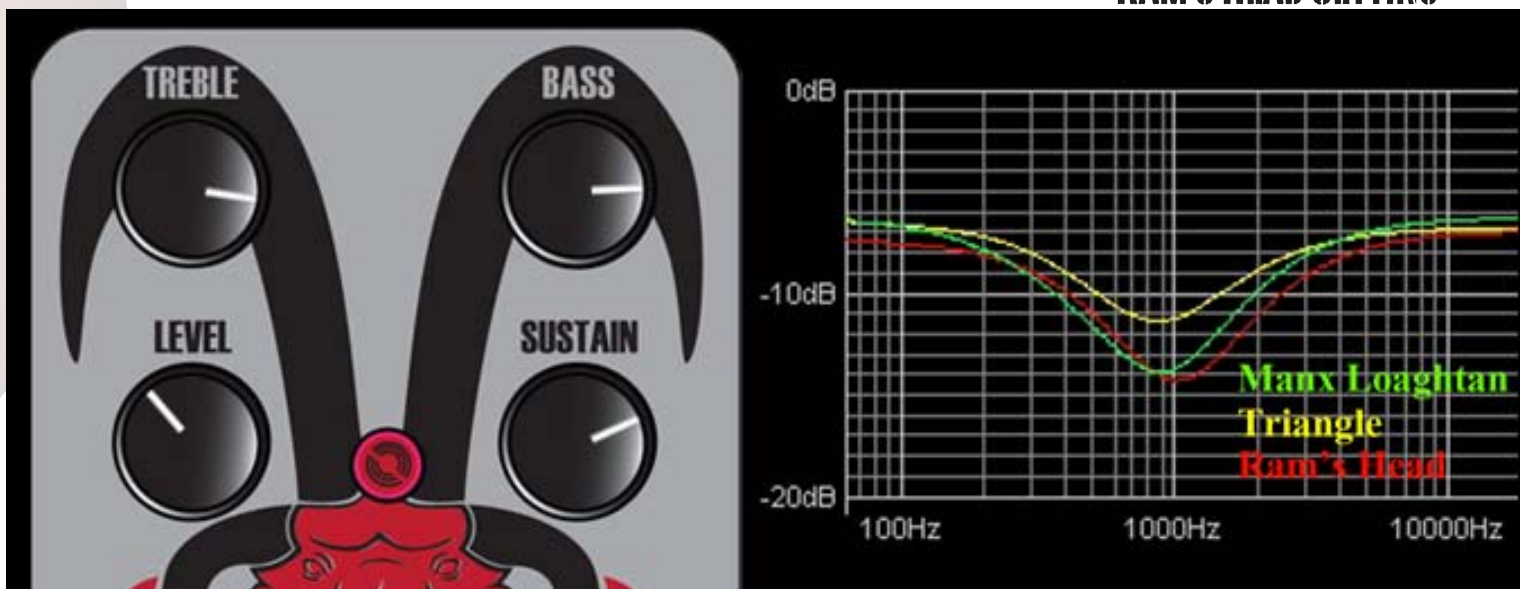 TREBLE
BASS
LEVEL
SUSTAIN
0dB
-10dB
-20dB
100Hz
1000Hz
10000Hz
Manx Loaghtan
Triangle
Ram's Head